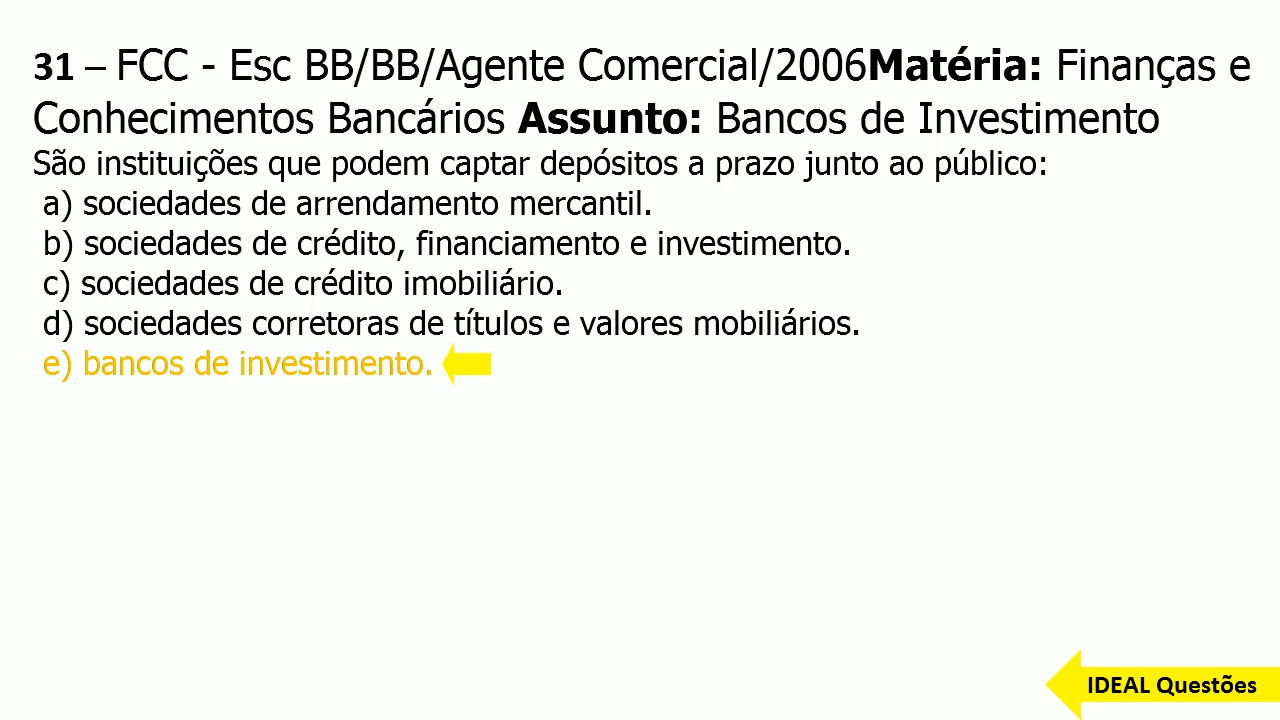 31 – FCC - Esc BB/BB/Agente Comercial/2006Matéria: Finanças e
Conhecimentos Bancários Assunto: Bancos de Investimento
São instituições que podem captar depósitos a prazo junto ao público:
a) sociedades de arrendamento mercantil.
b) sociedades de crédito, financiamento e investimento.
c) sociedades de crédito imobiliário.
d) sociedades corretoras de títulos e valores mobiliários.
e) bancos de investimento.
IDEAL Questões